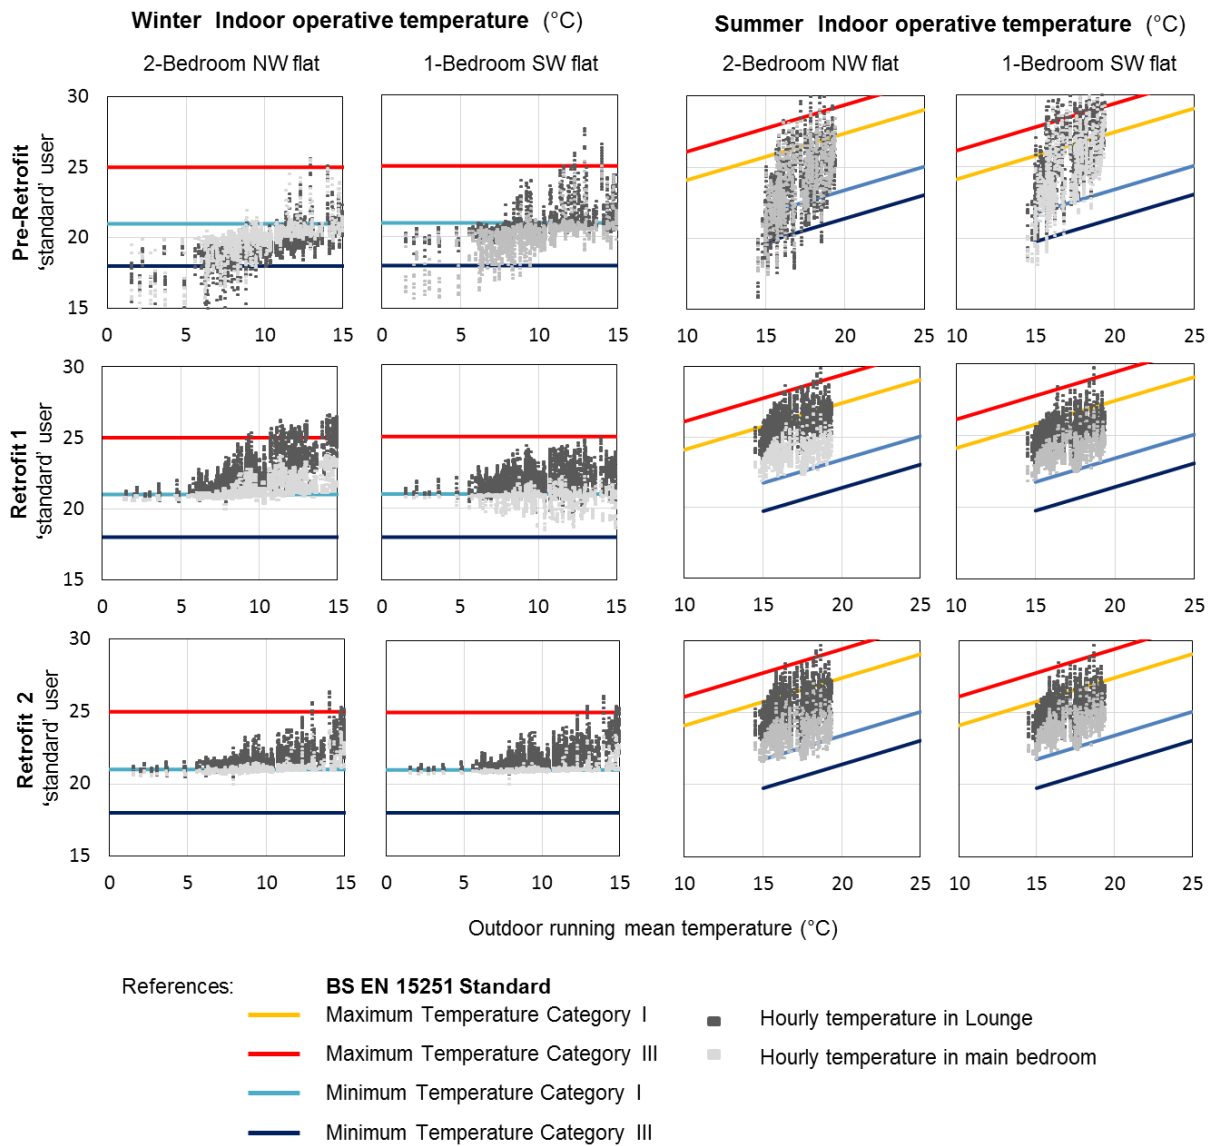 Winter Indoor operative temperature (°C)
Summer Indoor operative temperature (°C)
2-Bedroom NW flat
1-Bedroom SW flat
2-Bedroom NW flat
1-Bedroom SW flat
Pre-Retrofit
‘standard’ user
30
25
20
15
0 5 10 15
0 5 10 15
10 15 20 25
10 15 20 25
Retrofit 1
‘standard’ user
30
25
20
15
0 5 10 15
0 5 10 15
10 15 20 25
10 15 20 25
Retrofit 2
‘standard’ user
30
25
20
15
0 5 10 15
0 5 10 15
10 15 20 25
10 15 20 25
Outdoor running mean temperature (°C)
References:
BS EN 15251 Standard
Maximum Temperature Category I
Maximum Temperature Category III
Minimum Temperature Category I
Minimum Temperature Category III
Hourly temperature in Lounge
Hourly temperature in main bedroom